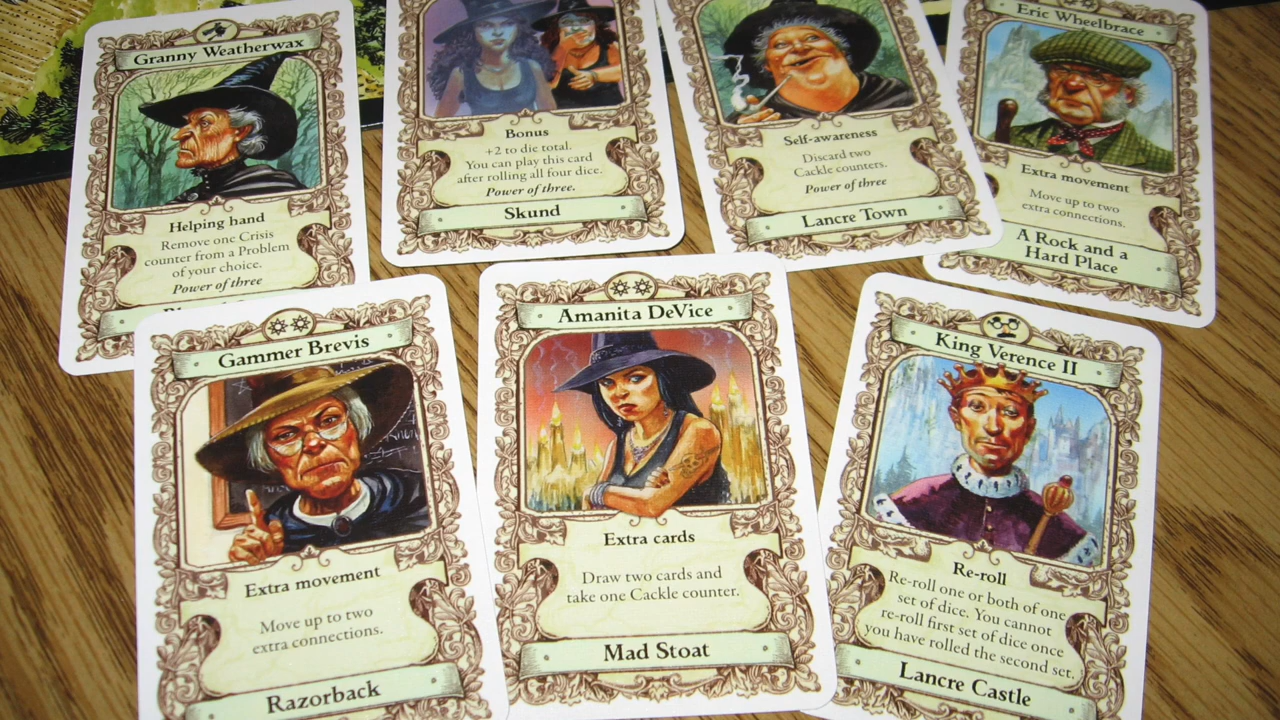 Granny Weatherwax
Helping hand
Remove one Crisis
counter from a Problem
of your choice.
Power of three
Bonus
+2 to die total.
You can play this card
after rolling all four dice.
Power of three.
Skund
Self-awareness
Discard two
Cackle counters.
Power of three
Lancre Town
Eric Wheelbrace
Extra movement
Move up to two
extra connections.
A Rock and a
Hard Place
Gammer Brevis
Extra movement
Move up to two
extra connections.
Razorback
Amanita DeVice
Extra cards
Draw two cards and
take one Cackle counter.
Mad Stoat
King Verence II
Re-roll
Re-roll one or both of one
set of dice. You cannot
re-roll first set of dice once
you have rolled the second set.
Lancre Castle